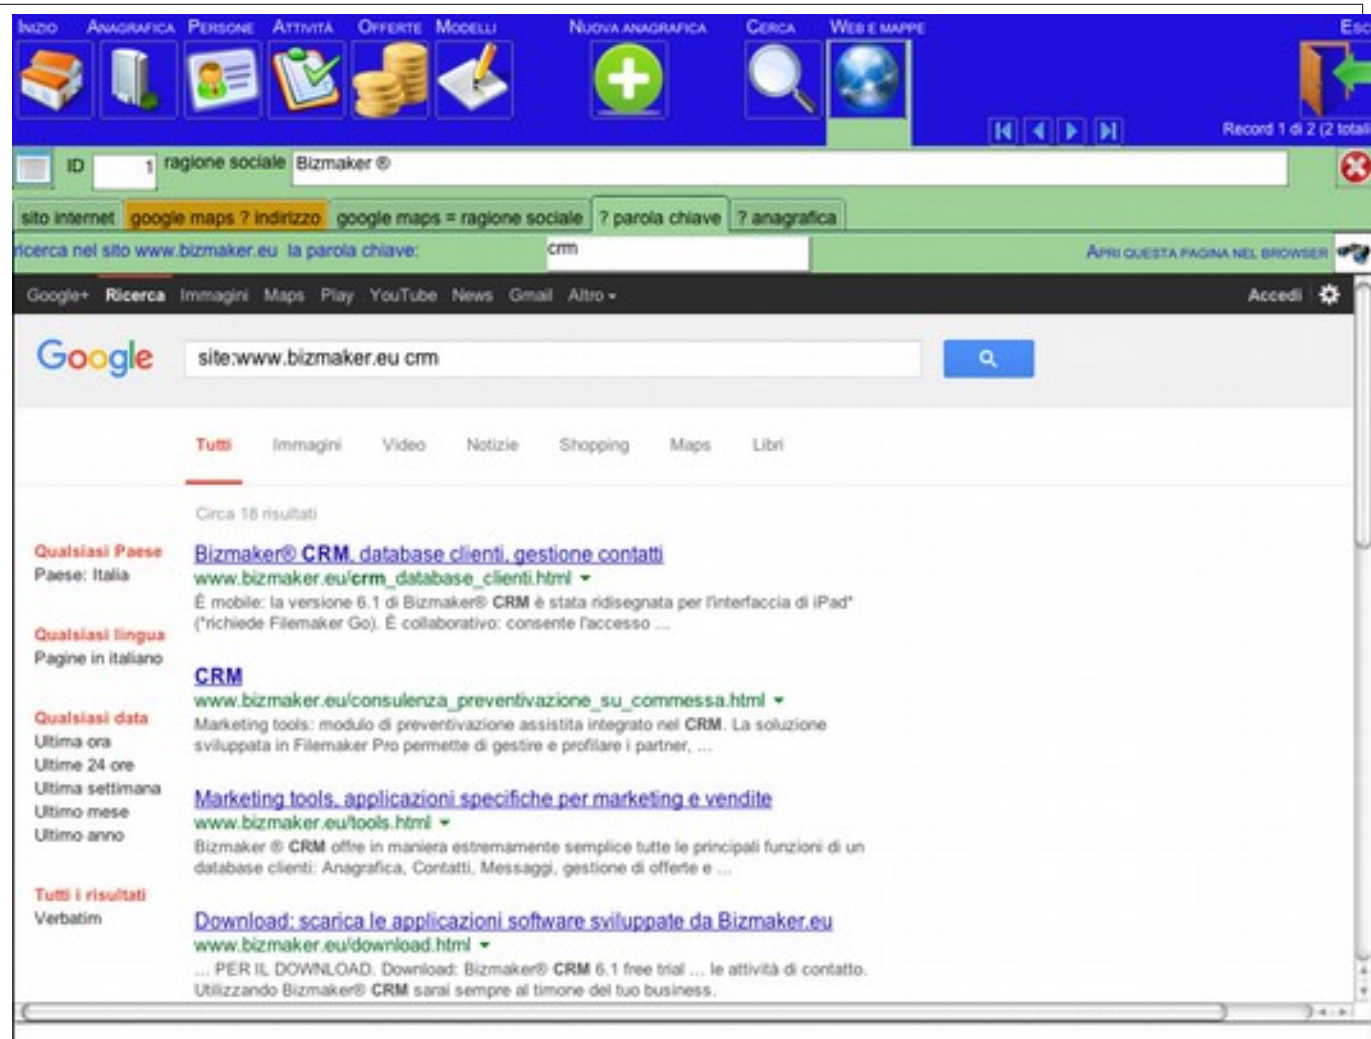 Inizio Anagrafica Persone Attività Offerte Modelli Nuova anagrafica Cerca Web e mappe Esc
Record 1 di 2 (2 totali
ID 1 ragione sociale Bizmaker ®
sito internet google maps ? indirizzo google maps = ragione sociale ? parola chiave ? anagrafica
ricerca nel sito www.bizmaker.eu la parola chiave: crm Apri questa pagina nel browser
Google+ Ricerca Immagini Maps Play YouTube News Gmail Altro Accedi
Google site:www.bizmaker.eu crm
Tutti Immagini Video Notizie Shopping Maps Libri
Circa 18 risultati
Qualsiasi Paese
Paese: Italia
Qualsiasi lingua
Pagine in italiano
Qualsiasi data
Ultima ora
Ultime 24 ore
Ultima settimana
Ultimo mese
Ultimo anno
Tutti i risultati
Verbatim
Bizmaker® CRM, database clienti, gestione contatti
www.bizmaker.eu/crm_database_clienti.html
È mobile: la versione 6.1 di Bizmaker® CRM è stata ridisegnata per l'interfaccia di iPad*
(*richiede Filemaker Go). È collaborativo: consente l'accesso ...
CRM
www.bizmaker.eu/consulenza_preventivazione_su_commessa.html
Marketing tools: modulo di preventivazione assistita integrato nel CRM. La soluzione
sviluppata in Filemaker Pro permette di gestire e profilare i partner, ...
Marketing tools, applicazioni specifiche per marketing e vendite
www.bizmaker.eu/tools.html
Bizmaker ® CRM offre in maniera estremamente semplice tutte le principali funzioni di un
database clienti: Anagrafica, Contatti, Messaggi, gestione di offerte e ...
Download: scarica le applicazioni software sviluppate da Bizmaker.eu
www.bizmaker.eu/download.html
... PER IL DOWNLOAD. Download: Bizmaker® CRM 6.1 free trial ... le attività di contatto.
Utilizzando Bizmaker® CRM sarai sempre al timone del tuo business.